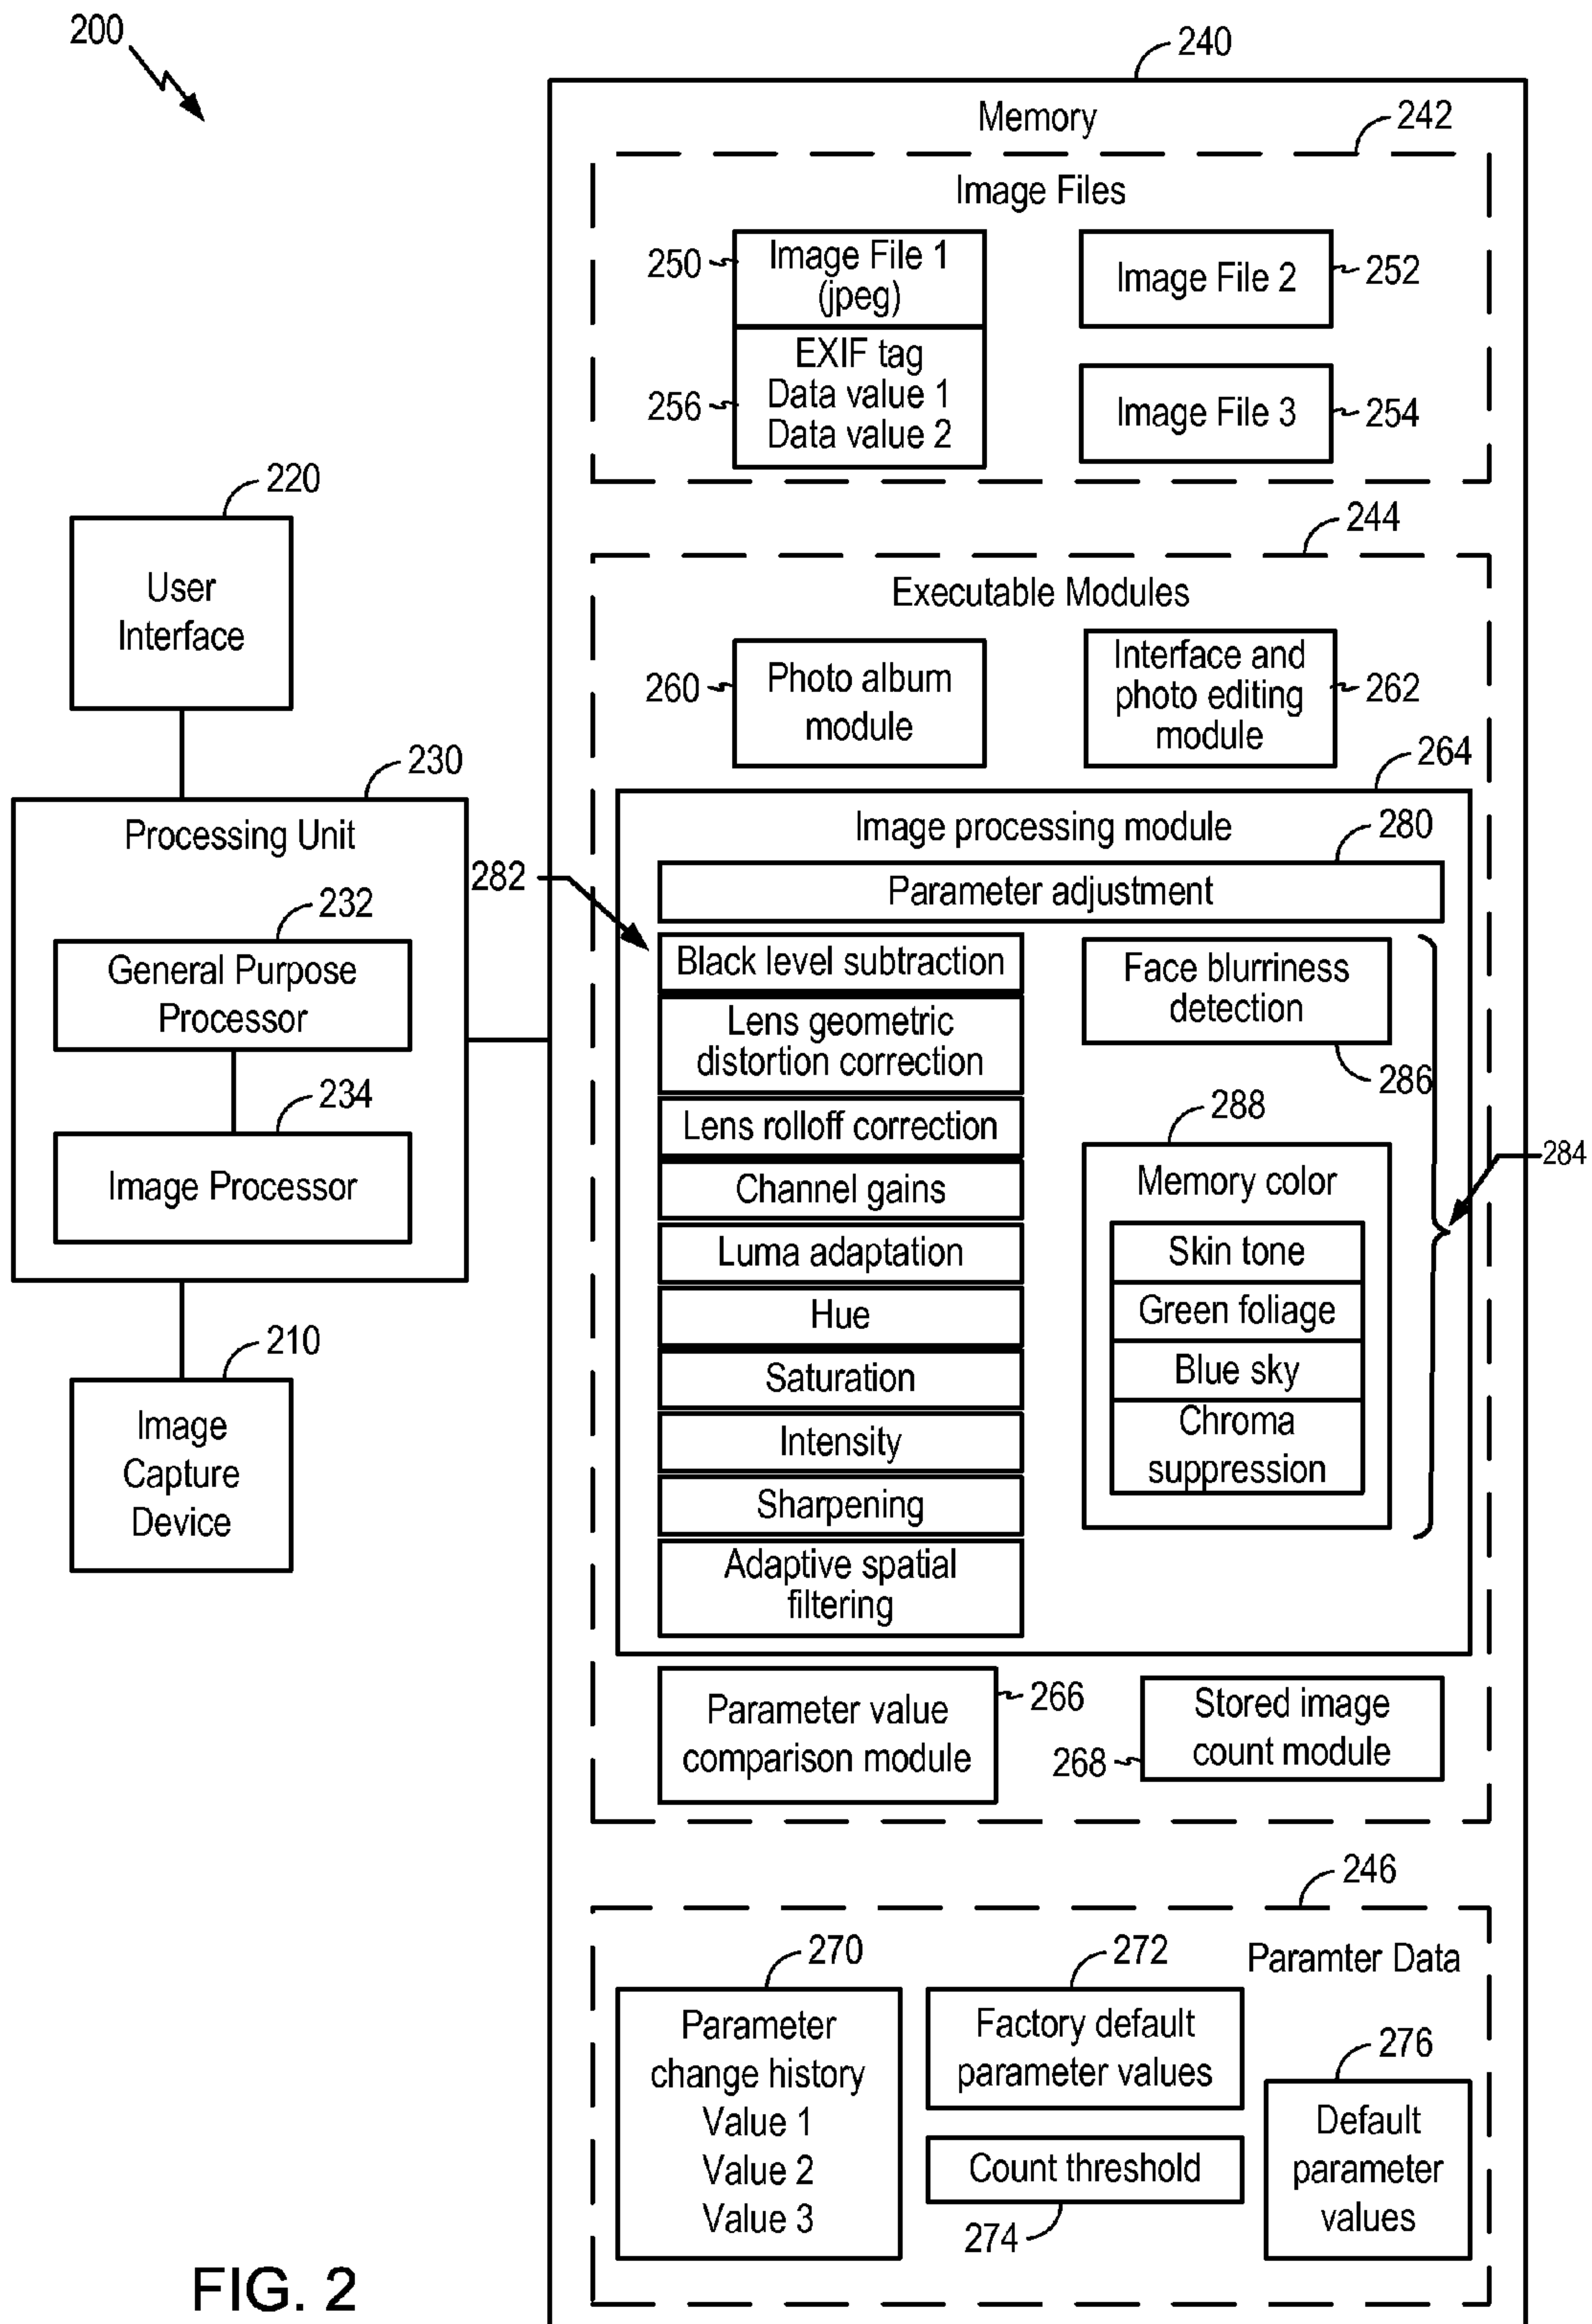 200
240
Memory
242
Image Files
250
Image File 1
(jpeg)
Image File 2
252
256
EXIF tag
Data value 1
Data value 2
Image File 3
254
244
Executable Modules
260
Photo album
module
Interface and
photo editing
module
262
220
User
Interface
230
Processing Unit
232
General Purpose
Processor
234
Image Processor
210
Image
Capture
Device
264
Image processing module
280
Parameter adjustment
282
Black level subtraction
Lens geometric
distortion correction
Lens rolloff correction
Channel gains
Luma adaptation
Hue
Saturation
Intensity
Sharpening
Adaptive spatial
filtering
Face blurriness
detection
286
288
Memory color
Skin tone
Green foliage
Blue sky
Chroma
suppression
284
Parameter value
comparison module
266
268
Stored image
count module
246
Paramter Data
270
Parameter
change history
Value 1
Value 2
Value 3
272
Factory default
parameter values
Count threshold
274
276
Default
parameter
values
FIG. 2